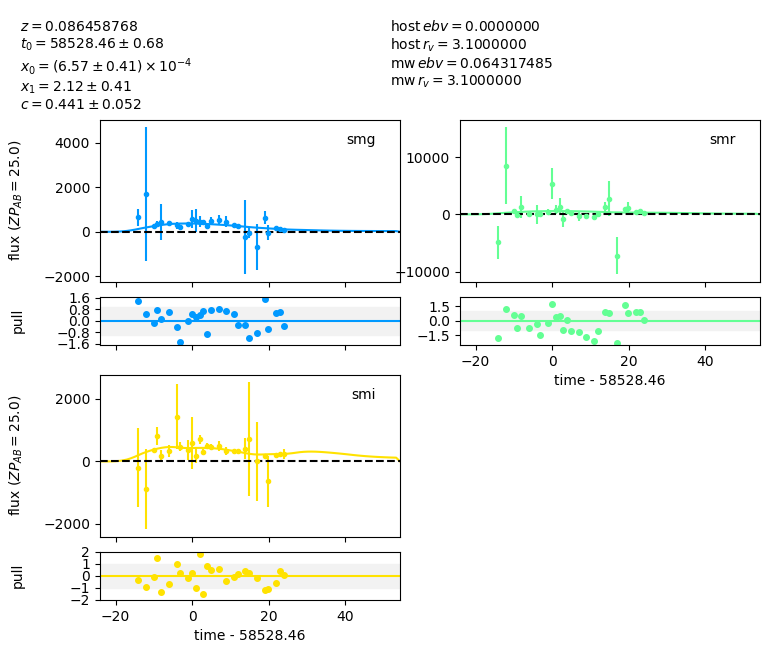 z = 0.086458768
t₀ = 58528.46 ± 0.68
x₀ = (6.57 ± 0.41) × 10⁻⁴
x₁ = 2.12 ± 0.41
c = 0.441 ± 0.052
host ebv = 0.0000000
host r_v = 3.1000000
mw ebv = 0.064317485
mw r_v = 3.1000000
smg
4000
2000
0
−2000
flux (ZP_AB = 25.0)
1.6
0.8
0.0
−0.8
−1.6
pull
smr
10000
0
−10000
1.5
0.0
−1.5
−20 0 20 40
time - 58528.46
smi
2000
0
−2000
flux (ZP_AB = 25.0)
2
1
0
−1
−2
pull
−20 0 20 40
time - 58528.46